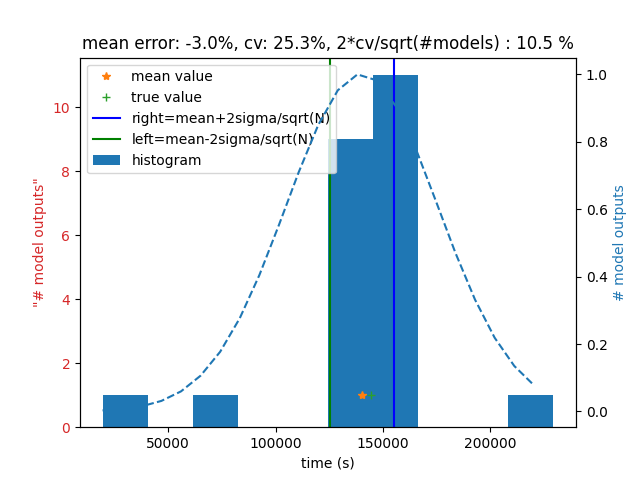 mean error: -3.0%, cv: 25.3%, 2*cv/sqrt(#models) : 10.5 %
mean value
true value
right=mean+2sigma/sqrt(N)
left=mean-2sigma/sqrt(N)
histogram
"# model outputs"
10
8
6
4
2
0
1.0
0.8
0.6
0.4
0.2
0.0
# model outputs
50000 100000 150000 200000
time (s)